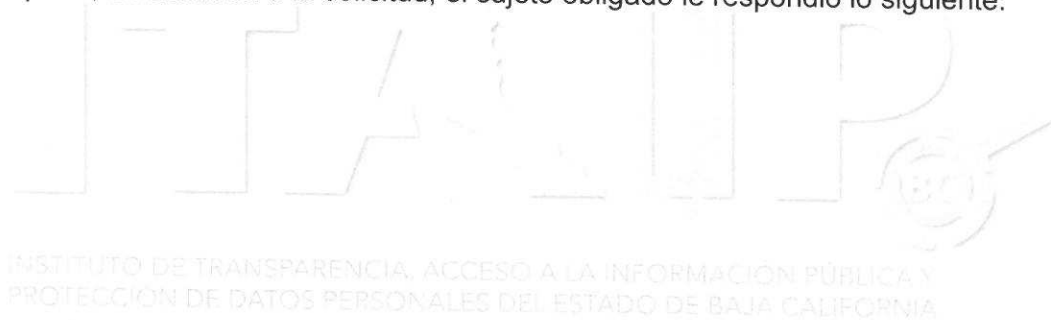 solicitud, el sujeto obligado le respondió lo siguiente:
ITAIP
BC
INSTITUTO DE TRANSPARENCIA, ACCESO A LA INFORMACIÓN PÚBLICA Y
PROTECCIÓN DE DATOS PERSONALES DEL ESTADO DE BAJA CALIFORNIA